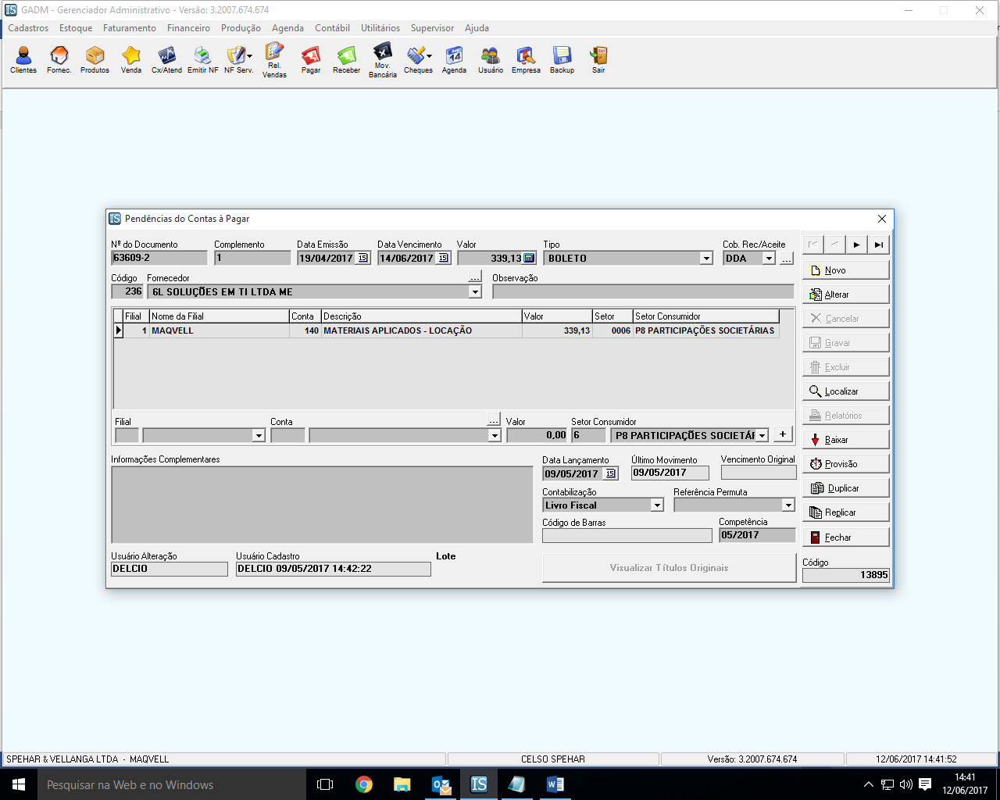 GADM - Gerenciador Administrativo - Versão: 3.2007.674.674
Cadastros Estoque Faturamento Financeiro Produção Agenda Contábil Utilitários Supervisor Ajuda
Clientes Fornec. Produtos Venda Cx/Atend Emitir NF NF Serv. Rel. Vendas Pagar Receber Mov. Bancária Cheques Agenda Usuário Empresa Backup Sair
Pendências do Contas à Pagar
Nº do Documento Complemento Data Emissão Data Vencimento Valor Tipo Cob. Rec/Aceite
63609-2 1 19/04/2017 15 14/06/2017 15 339,13 BOLETO DDA ...
Código Fornecedor ... Observação
236 6L SOLUÇÕES EM TI LTDA ME
Filial Nome da Filial Conta Descrição Valor Setor Setor Consumidor
1 MAQVELL 140 MATERIAIS APLICADOS - LOCAÇÃO 339,13 0006 P8 PARTICIPAÇÕES SOCIETÁRIAS
Filial Conta ... Valor Setor Consumidor
0,00 6 P8 PARTICIPAÇÕES SOCIETÁF +
Informações Complementares
Data Lançamento Último Movimento Vencimento Original
09/05/2017 15 09/05/2017
Contabilização Referência Permuta
Livro Fiscal
Código de Barras Competência
05/2017
Usuário Alteração Usuário Cadastro Lote
DELCIO DELCIO 09/05/2017 14:42:22
Visualizar Títulos Originais
Novo
Alterar
Cancelar
Gravar
Excluir
Localizar
Relatórios
Baixar
Provisão
Duplicar
Replicar
Fechar
Código
13895
SPEHAR & VELLANGA LTDA - MAQVELL CELSO SPEHAR Versão: 3.2007.674.674 12/06/2017 14:41:52
Pesquisar na Web e no Windows
14:41
12/06/2017